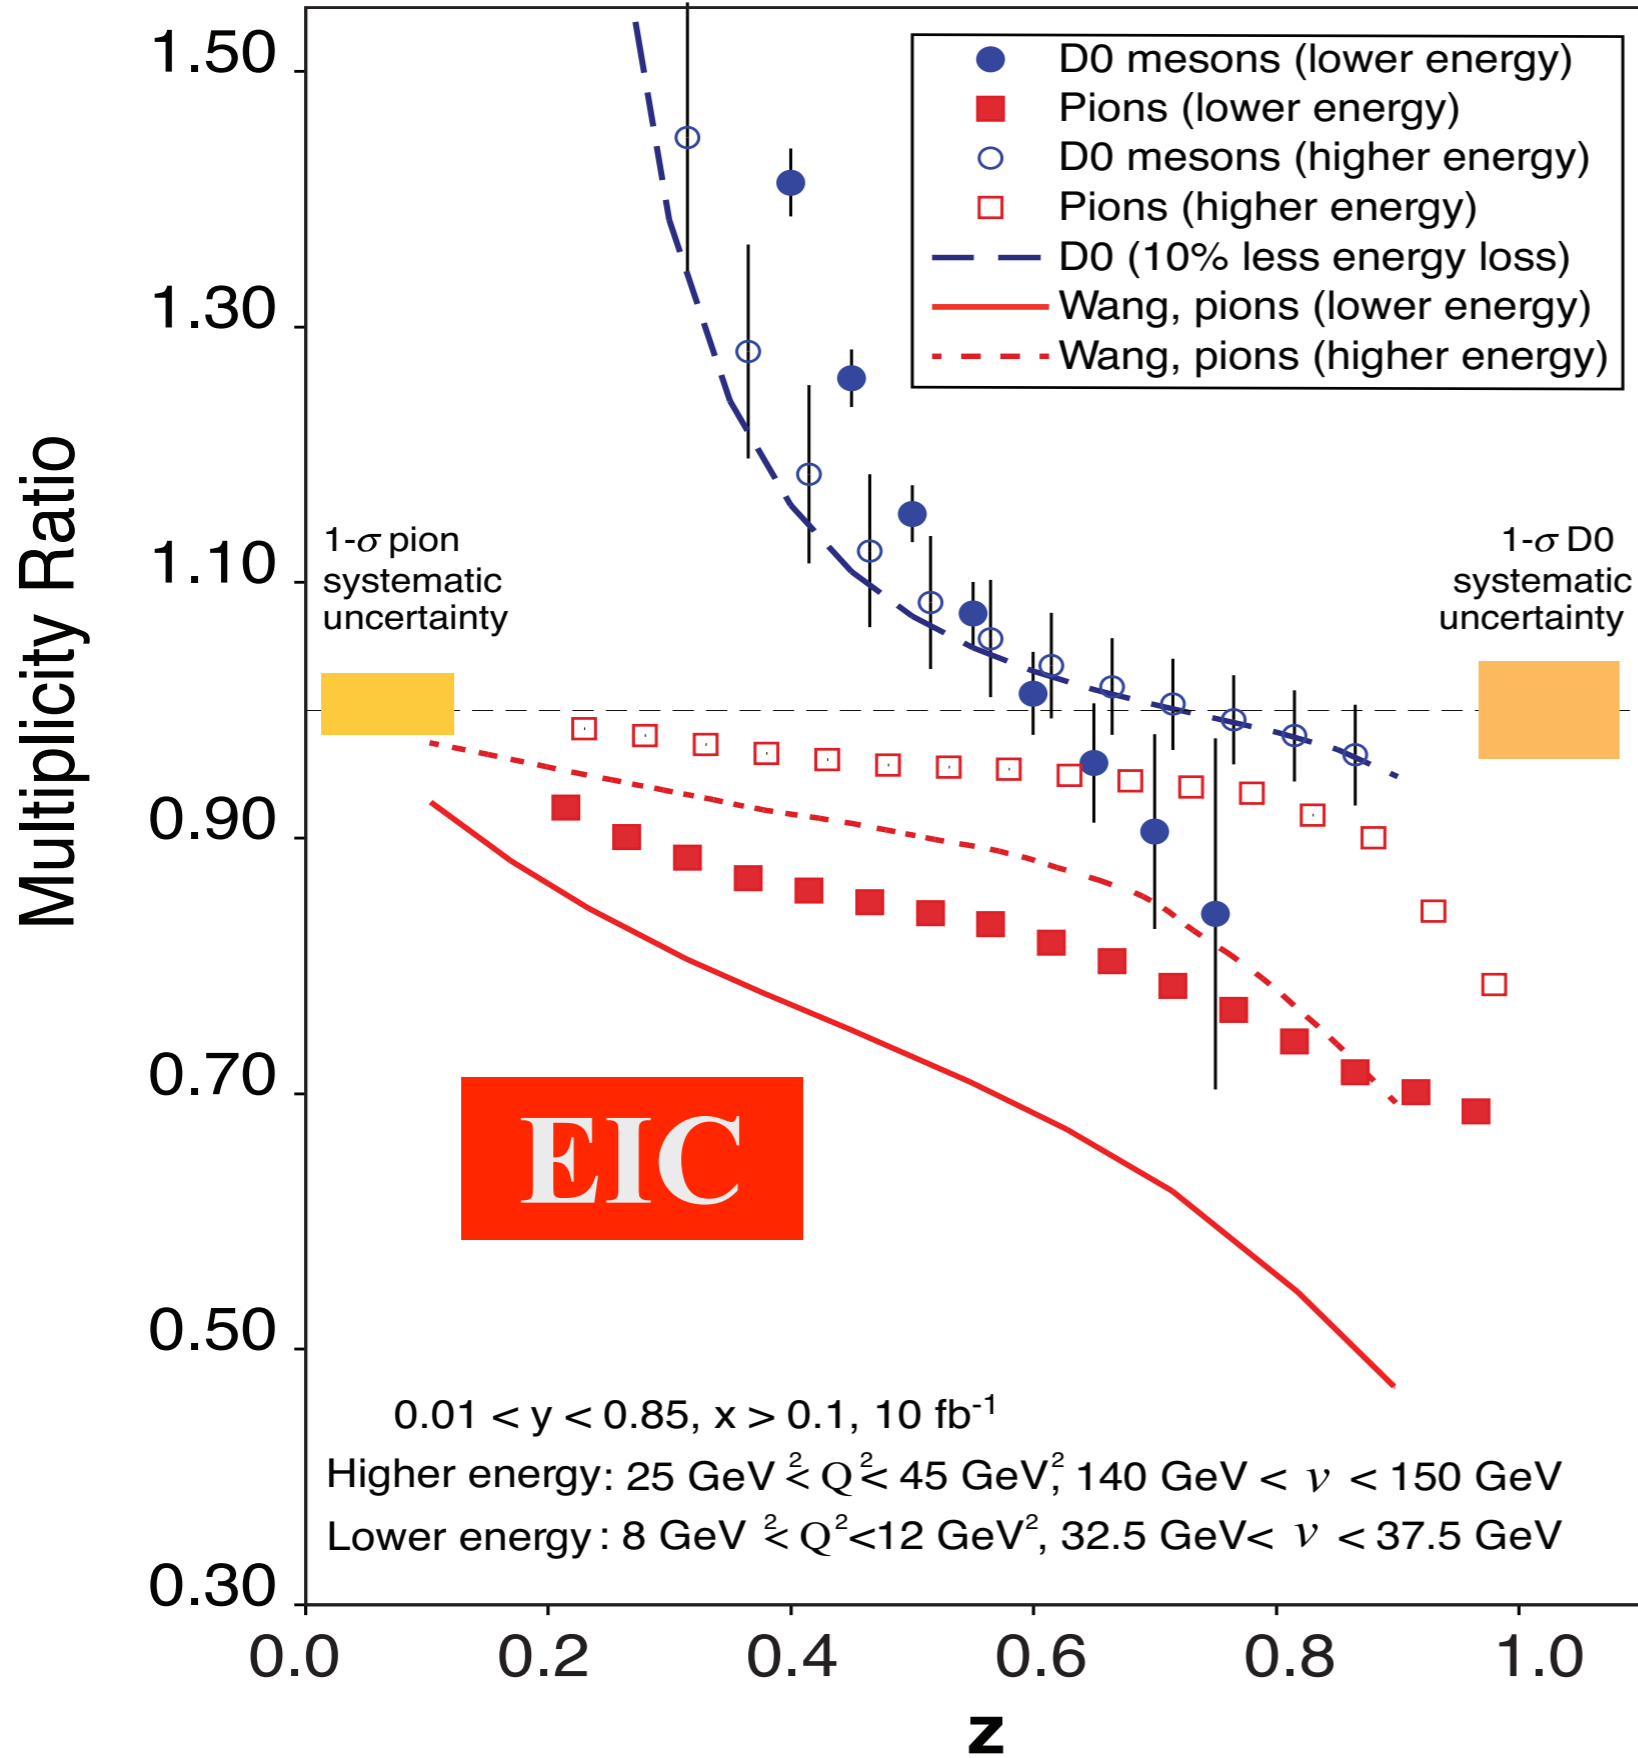 Multiplicity Ratio
1.50
1.30
1.10
0.90
0.70
0.50
0.30
D0 mesons (lower energy)
Pions (lower energy)
D0 mesons (higher energy)
Pions (higher energy)
D0 (10% less energy loss)
Wang, pions (lower energy)
Wang, pions (higher energy)
1-σ pion
systematic
uncertainty
1-σ D0
systematic
uncertainty
EIC
0.01 < y < 0.85, x > 0.1, 10 fb⁻¹
Higher energy: 25 GeV² < Q² < 45 GeV², 140 GeV < ν < 150 GeV
Lower energy : 8 GeV ² < Q² <12 GeV², 32.5 GeV< ν < 37.5 GeV
0.0 0.2 0.4 0.6 0.8 1.0
z